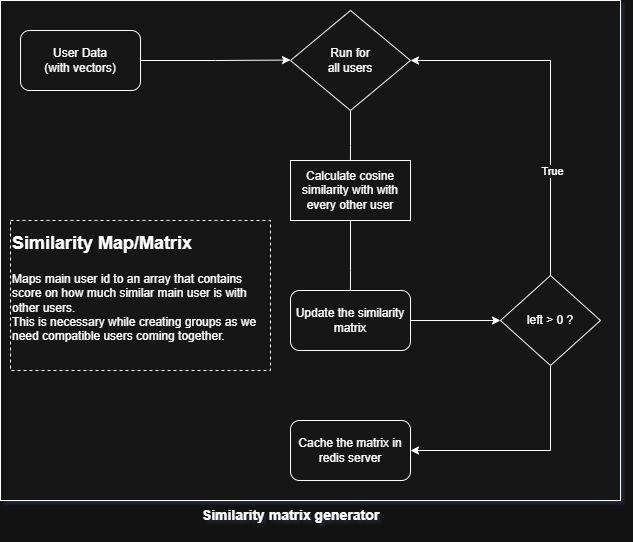 User Data
(with vectors)
Run for
all users
Calculate cosine
similarity with with
every other user
True
Similarity Map/Matrix
Maps main user id to an array that contains
score on how much similar main user is with
other users.
This is necessary while creating groups as we
need compatible users coming together.
Update the similarity
matrix
left > 0 ?
Cache the matrix in
redis server
Similarity matrix generator